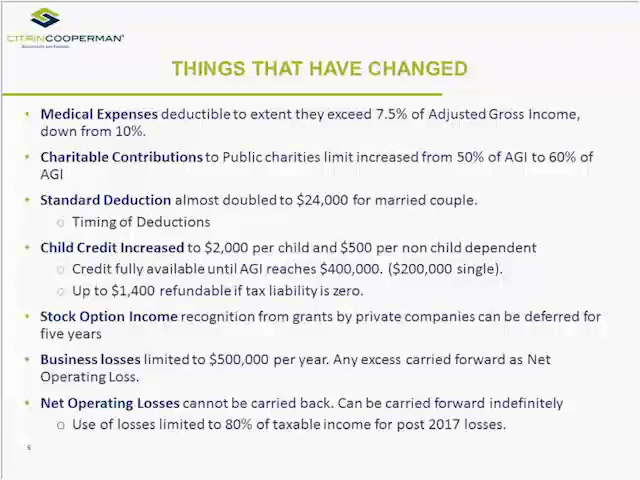 CITRINCOOPERMAN®
THINGS THAT HAVE CHANGED
• Medical Expenses deductible to extent they exceed 7.5% of Adjusted Gross Income,
down from 10%.
• Charitable Contributions to Public charities limit increased from 50% of AGI to 60% of
AGI
• Standard Deduction almost doubled to $24,000 for married couple.
o Timing of Deductions
• Child Credit Increased to $2,000 per child and $500 per non child dependent
o Credit fully available until AGI reaches $400,000. ($200,000 single).
o Up to $1,400 refundable if tax liability is zero.
• Stock Option Income recognition from grants by private companies can be deferred for
five years
• Business losses limited to $500,000 per year. Any excess carried forward as Net
Operating Loss.
• Net Operating Losses cannot be carried back. Can be carried forward indefinitely
o Use of losses limited to 80% of taxable income for post 2017 losses.